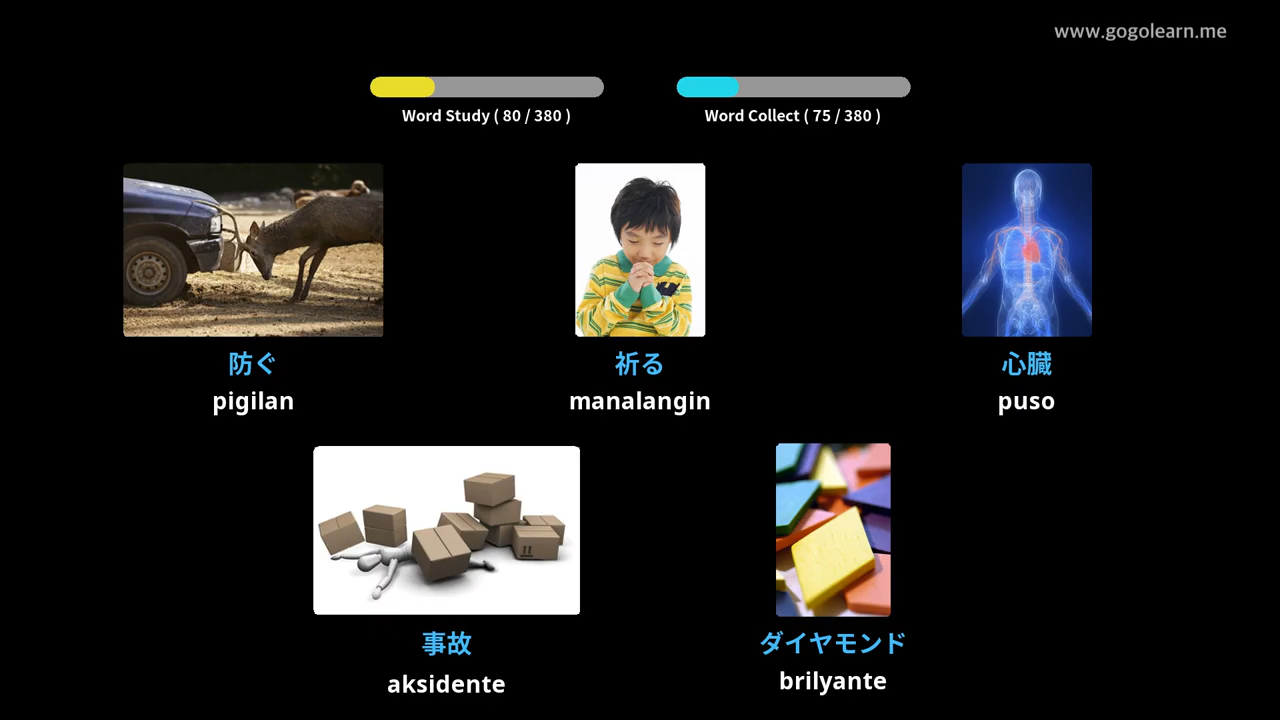 www.gogolearn.me
Word Study ( 80 / 380 )
Word Collect ( 75 / 380 )
防ぐ
pigilan
祈る
manalangin
心臓
puso
事故
aksidente
ダイヤモンド
brilyante